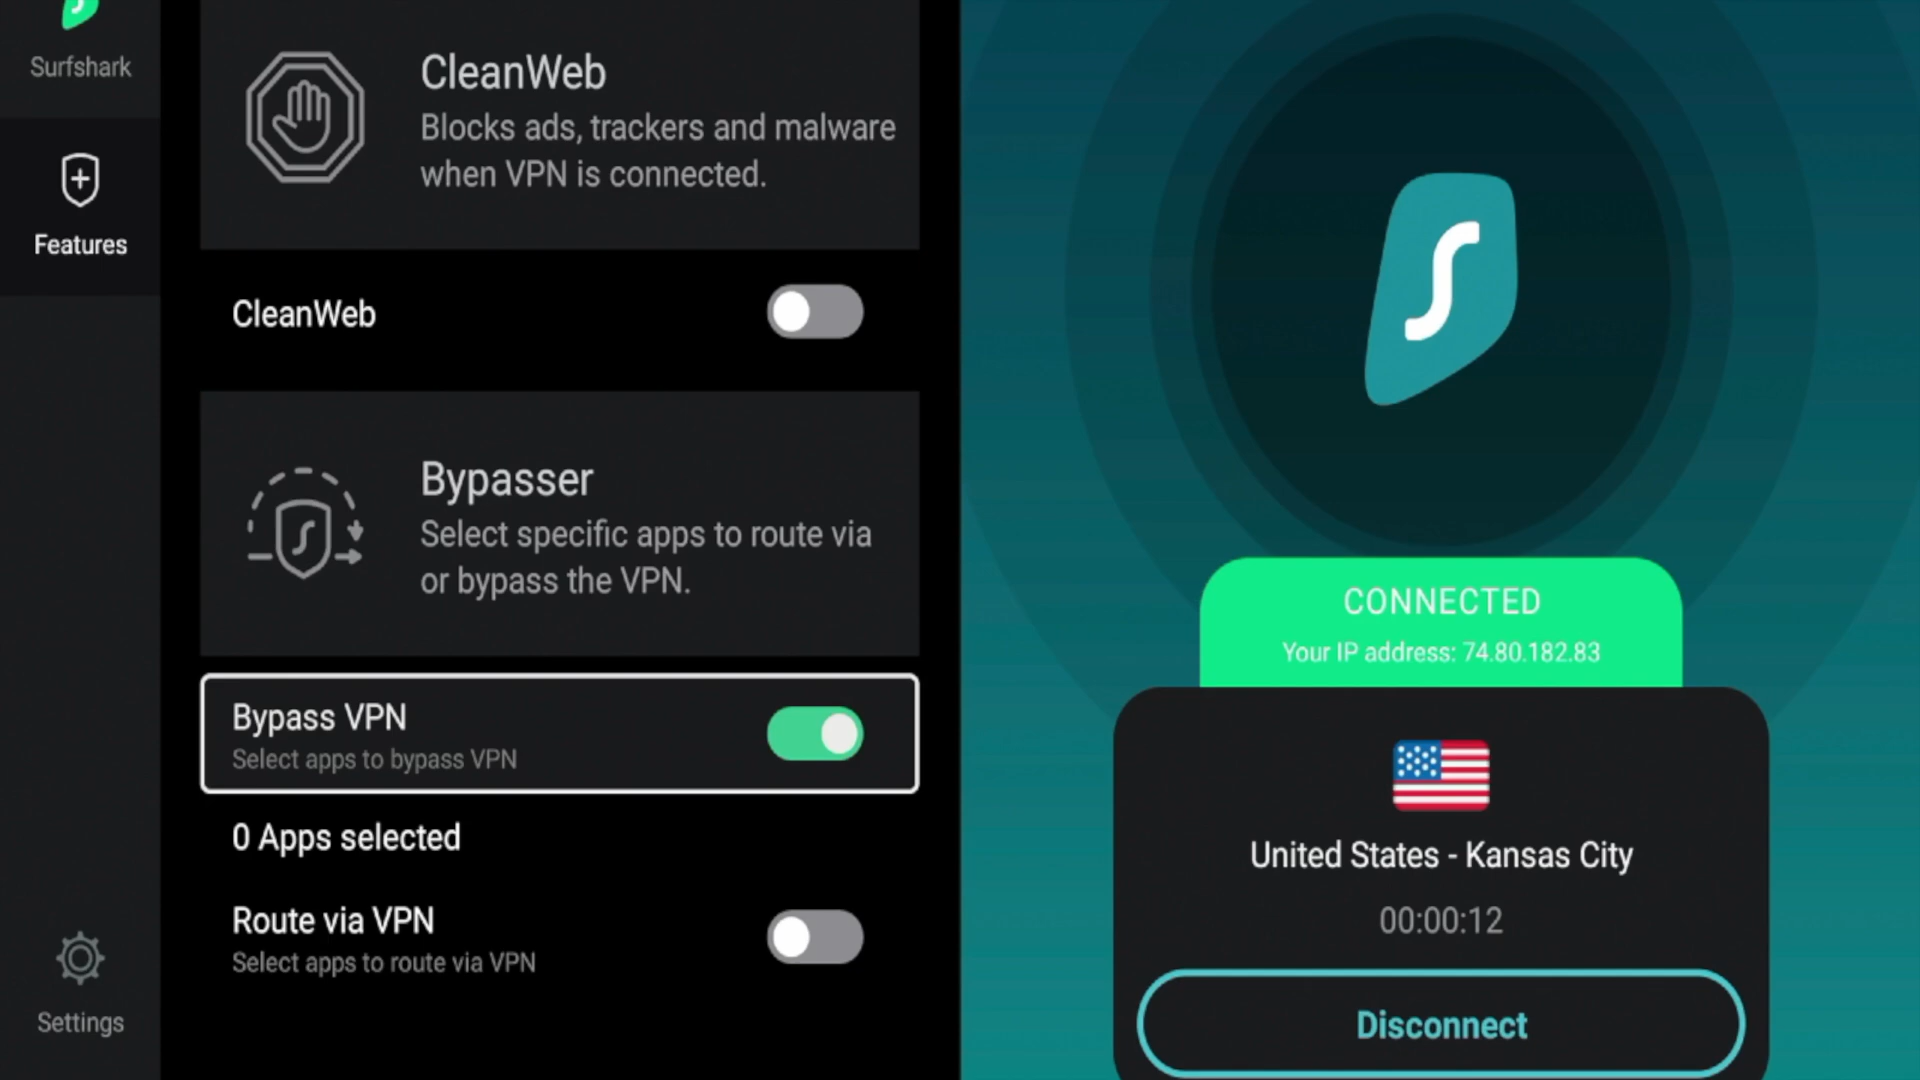 Surfshark
Features
Settings
CleanWeb
Blocks ads, trackers and malware
when VPN is connected.
CleanWeb
Bypasser
Select specific apps to route via
or bypass the VPN.
Bypass VPN
Select apps to bypass VPN
0 Apps selected
Route via VPN
Select apps to route via VPN
CONNECTED
Your IP address: 74.80.182.83
United States - Kansas City
00:00:12
Disconnect